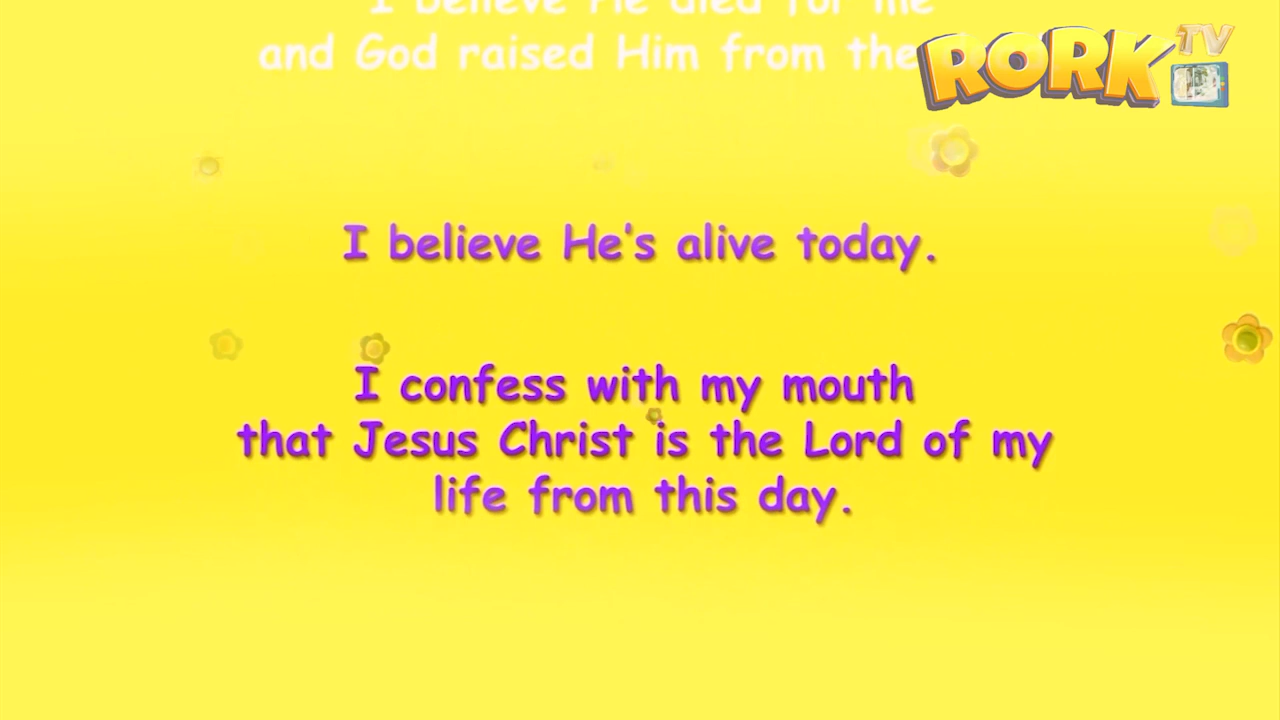 I believe He died for me
and God raised Him from the
RORK TV
I believe He's alive today.
I confess with my mouth
that Jesus Christ is the Lord of my
life from this day.